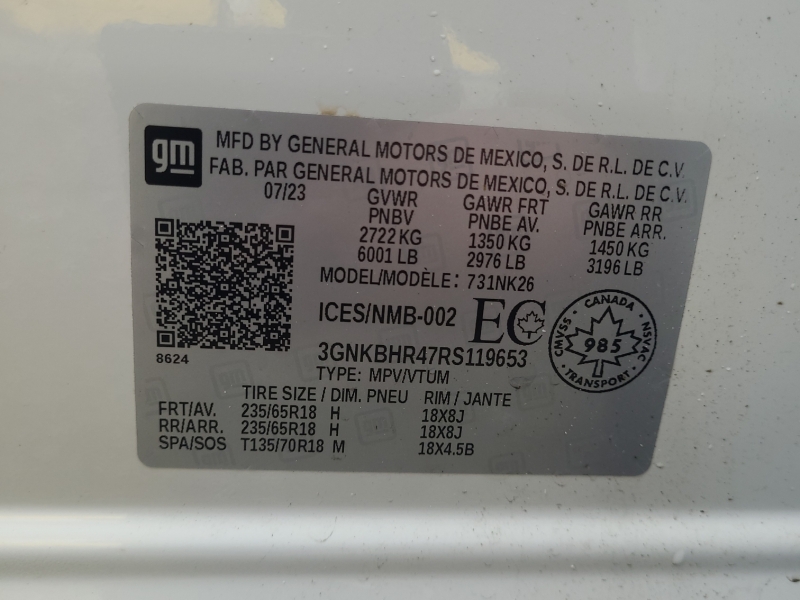 gm
MFD BY GENERAL MOTORS DE MEXICO, S. DE R.L. DE C.V.
FAB. PAR GENERAL MOTORS DE MEXICO, S. DE R.L. DE C.V.
07/23 GVWR GAWR FRT GAWR RR
PNBV PNBE AV. PNBE ARR.
2722 KG 1350 KG 1450 KG
6001 LB 2976 LB 3196 LB
MODEL/MODÈLE: 731NK26
ICES/NMB-002 EC
CANADA
CMVSS 985 NSVAC
TRANSPORT
8624
3GNKBHR47RS119653
TYPE: MPV/VTUM
TIRE SIZE / DIM. PNEU RIM / JANTE
FRT/AV. 235/65R18 H 18X8J
RR/ARR. 235/65R18 H 18X8J
SPA/SOS T135/70R18 M 18X4.5B